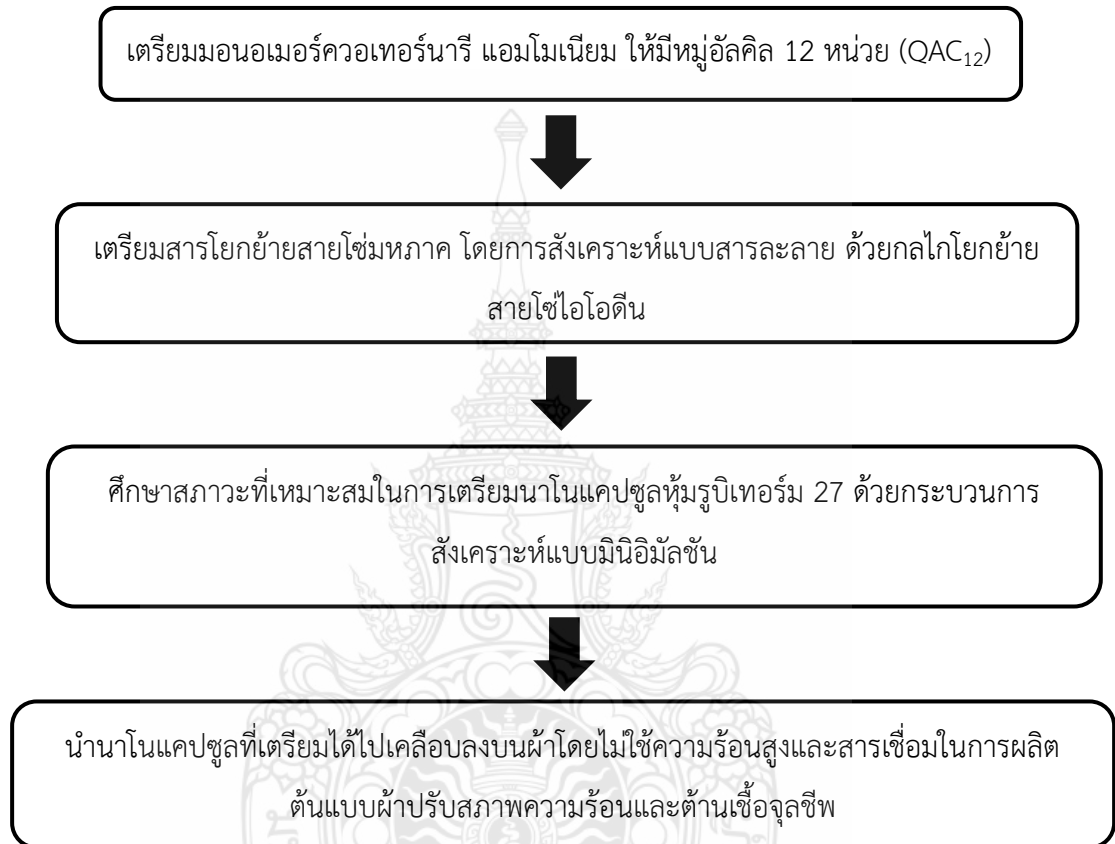 เตรียมมอนอเมอร์ควอเทอร์นารี แอมโมเนียม ให้มีหมู่อัลคิล 12 หน่วย (QAC₁₂)
เตรียมสารโยกย้ายสายโซ่มหภาค โดยการสังเคราะห์แบบสารละลาย ด้วยกลไกโยกย้าย
สายโซ่ไอโอดีน
ศึกษาสภาวะที่เหมาะสมในการเตรียมนาโนแคปซูลหุ้มรูบิเทอร์ม 27 ด้วยกระบวนการ
สังเคราะห์แบบมินิอิมัลชัน
นำนาโนแคปซูลที่เตรียมได้ไปเคลือบลงบนผ้าโดยไม่ใช้ความร้อนสูงและสารเชื่อมในการผลิต
ต้นแบบผ้าปรับสภาพความร้อนและต้านเชื้อจุลชีพ